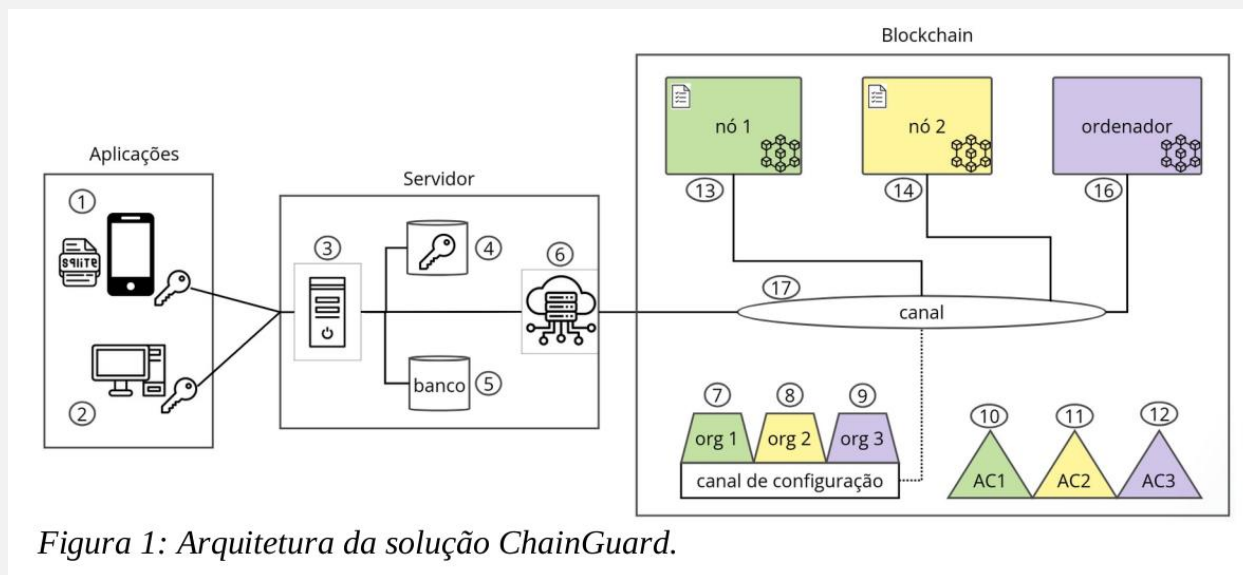 Blockchain
nó 1
nó 2
ordenador
Aplicações
Servidor
1
13
14
16
3
4
6
SQLite
17
canal
banco
5
2
7
8
9
10
11
12
org 1
org 2
org 3
canal de configuração
AC1
AC2
AC3
Figura 1: Arquitetura da solução ChainGuard.